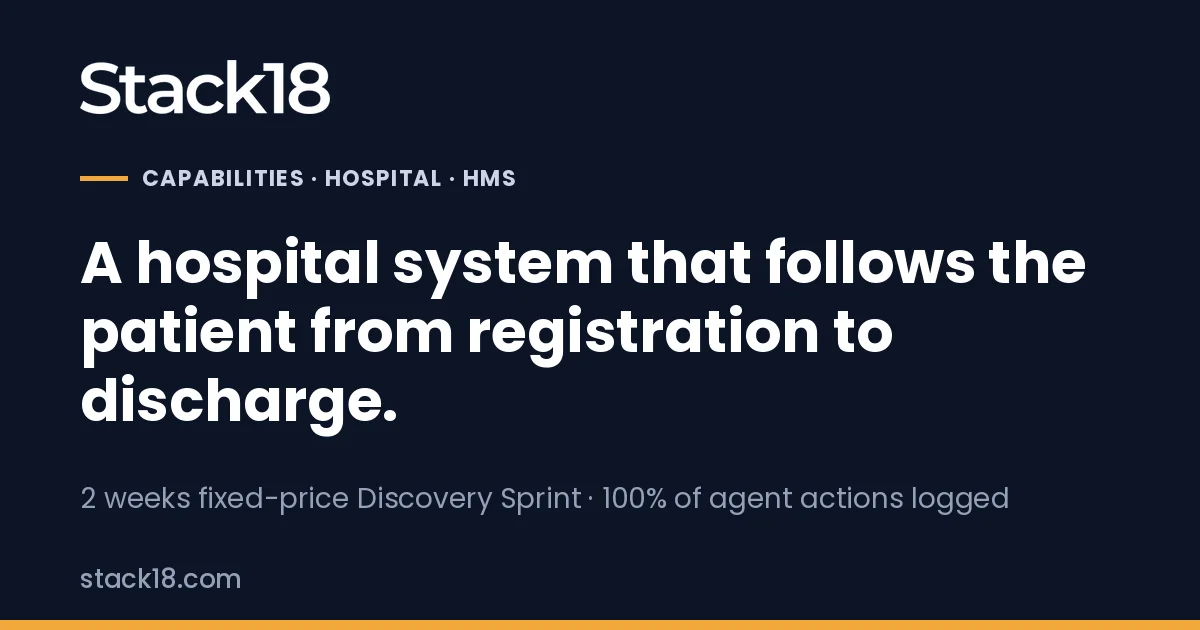 Stack18
CAPABILITIES · HOSPITAL · HMS
A hospital system that follows the
patient from registration to
discharge.
2 weeks fixed-price Discovery Sprint · 100% of agent actions logged
stack18.com